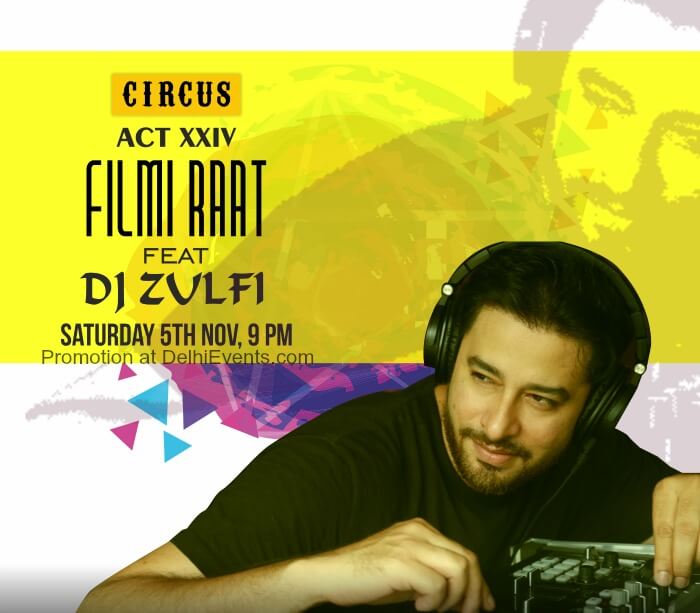 CIRCUS
ACT XXIV
FILMI RAAT
FEAT
DJ ZULFI
SATURDAY 5TH NOV, 9 PM
Promotion at DelhiEvents.com